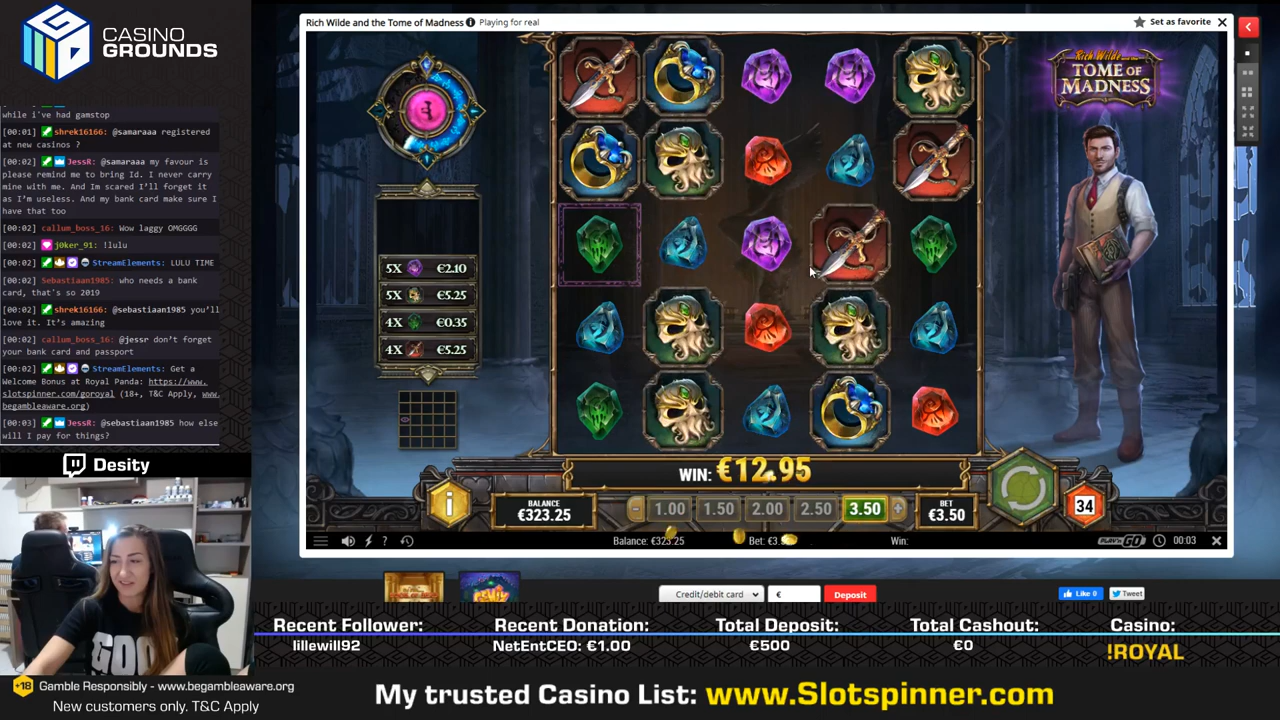 CASINO
GROUNDS
while i've had gamstop
[00:01] shrek16166: @samaraaa registered
at new casinos ?
[00:02] JessR: @samaraaa my favour is
please remind me to bring Id. I never carry
mine with me. And Im scared I'll forget it
as I'm useless. And my bank card make sure I
have that too
[00:02] callum_boss_16: Wow laggy OMGGGG
[00:02] j0ker_91: !lulu
[00:02] StreamElements: LULU TIME
[00:02] Sebastiaan1985: who needs a bank
card, that's so 2019
[00:02] shrek16166: @sebastiaan1985 you'll
love it. It's amazing
[00:02] callum_boss_16: @jessr don't forget
your bank card and passport
[00:02] StreamElements: Get a
Welcome Bonus at Royal Panda: https://www.
slotspinner.com/goroyal (18+, T&C Apply, www.
begambleaware.org)
[00:03] JessR: @sebastiaan1985 how else
will I pay for things?
Desity
Rich Wilde and the Tome of Madness Playing for real
Set as favorite
Rich Wilde
TOME OF
MADNESS
5X €2.10
5X €5.25
4X €0.35
4X €5.25
WIN: €12.95
BALANCE
€323.25
- 1.00 1.50 2.00 2.50 3.50 +
BET
€3.50
34
Balance: €323.25 Bet: €3. Win:
PLAY'n GO 00:03
Credit/debit card € Deposit
Like 0 Tweet
Recent Follower:
lillewill92
Recent Donation:
NetEntCEO: €1.00
Total Deposit:
€500
Total Cashout:
€0
Casino:
!ROYAL
+18 Gamble Responsibly - www.begambleaware.org
New customers only. T&C Apply
My trusted Casino List: www.Slotspinner.com